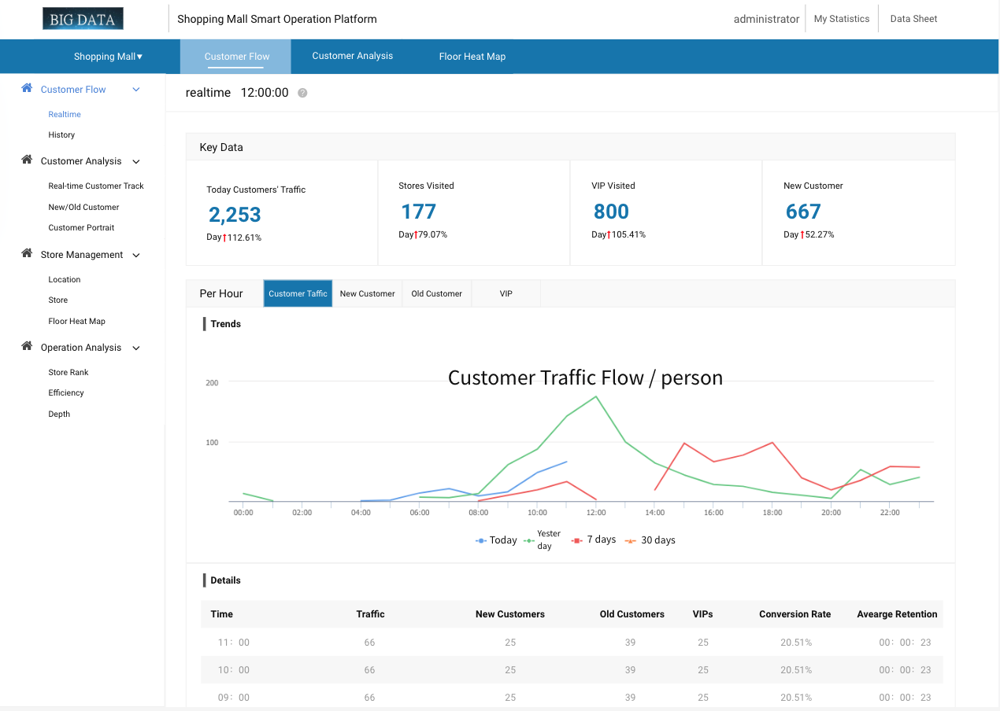 BIG DATA
Shopping Mall Smart Operation Platform
administrator
My Statistics
Data Sheet
Shopping Mall▼
Customer Flow
Customer Analysis
Floor Heat Map
Customer Flow
Realtime
History
Customer Analysis
Real-time Customer Track
New/Old Customer
Customer Portrait
Store Management
Location
Store
Floor Heat Map
Operation Analysis
Store Rank
Efficiency
Depth
realtime 12:00:00 ?
Key Data
Today Customers' Traffic
2,253
Day↑112.61%
Stores Visited
177
Day↑79.07%
VIP Visited
800
Day↑105.41%
New Customer
667
Day ↑52.27%
Per Hour
Customer Taffic
New Customer
Old Customer
VIP
Trends
Customer Traffic Flow / person
200
100
00:00 02:00 04:00 06:00 08:00 10:00 12:00 14:00 16:00 18:00 20:00 22:00
Today
Yester
day
7 days
30 days
Details
Time Traffic New Customers Old Customers VIPs Conversion Rate Avearge Retention
11: 00 66 25 39 25 20.51% 00: 00: 23
10: 00 66 25 39 25 20.51% 00: 00: 23
09: 00 66 25 39 25 20.51% 00: 00: 23